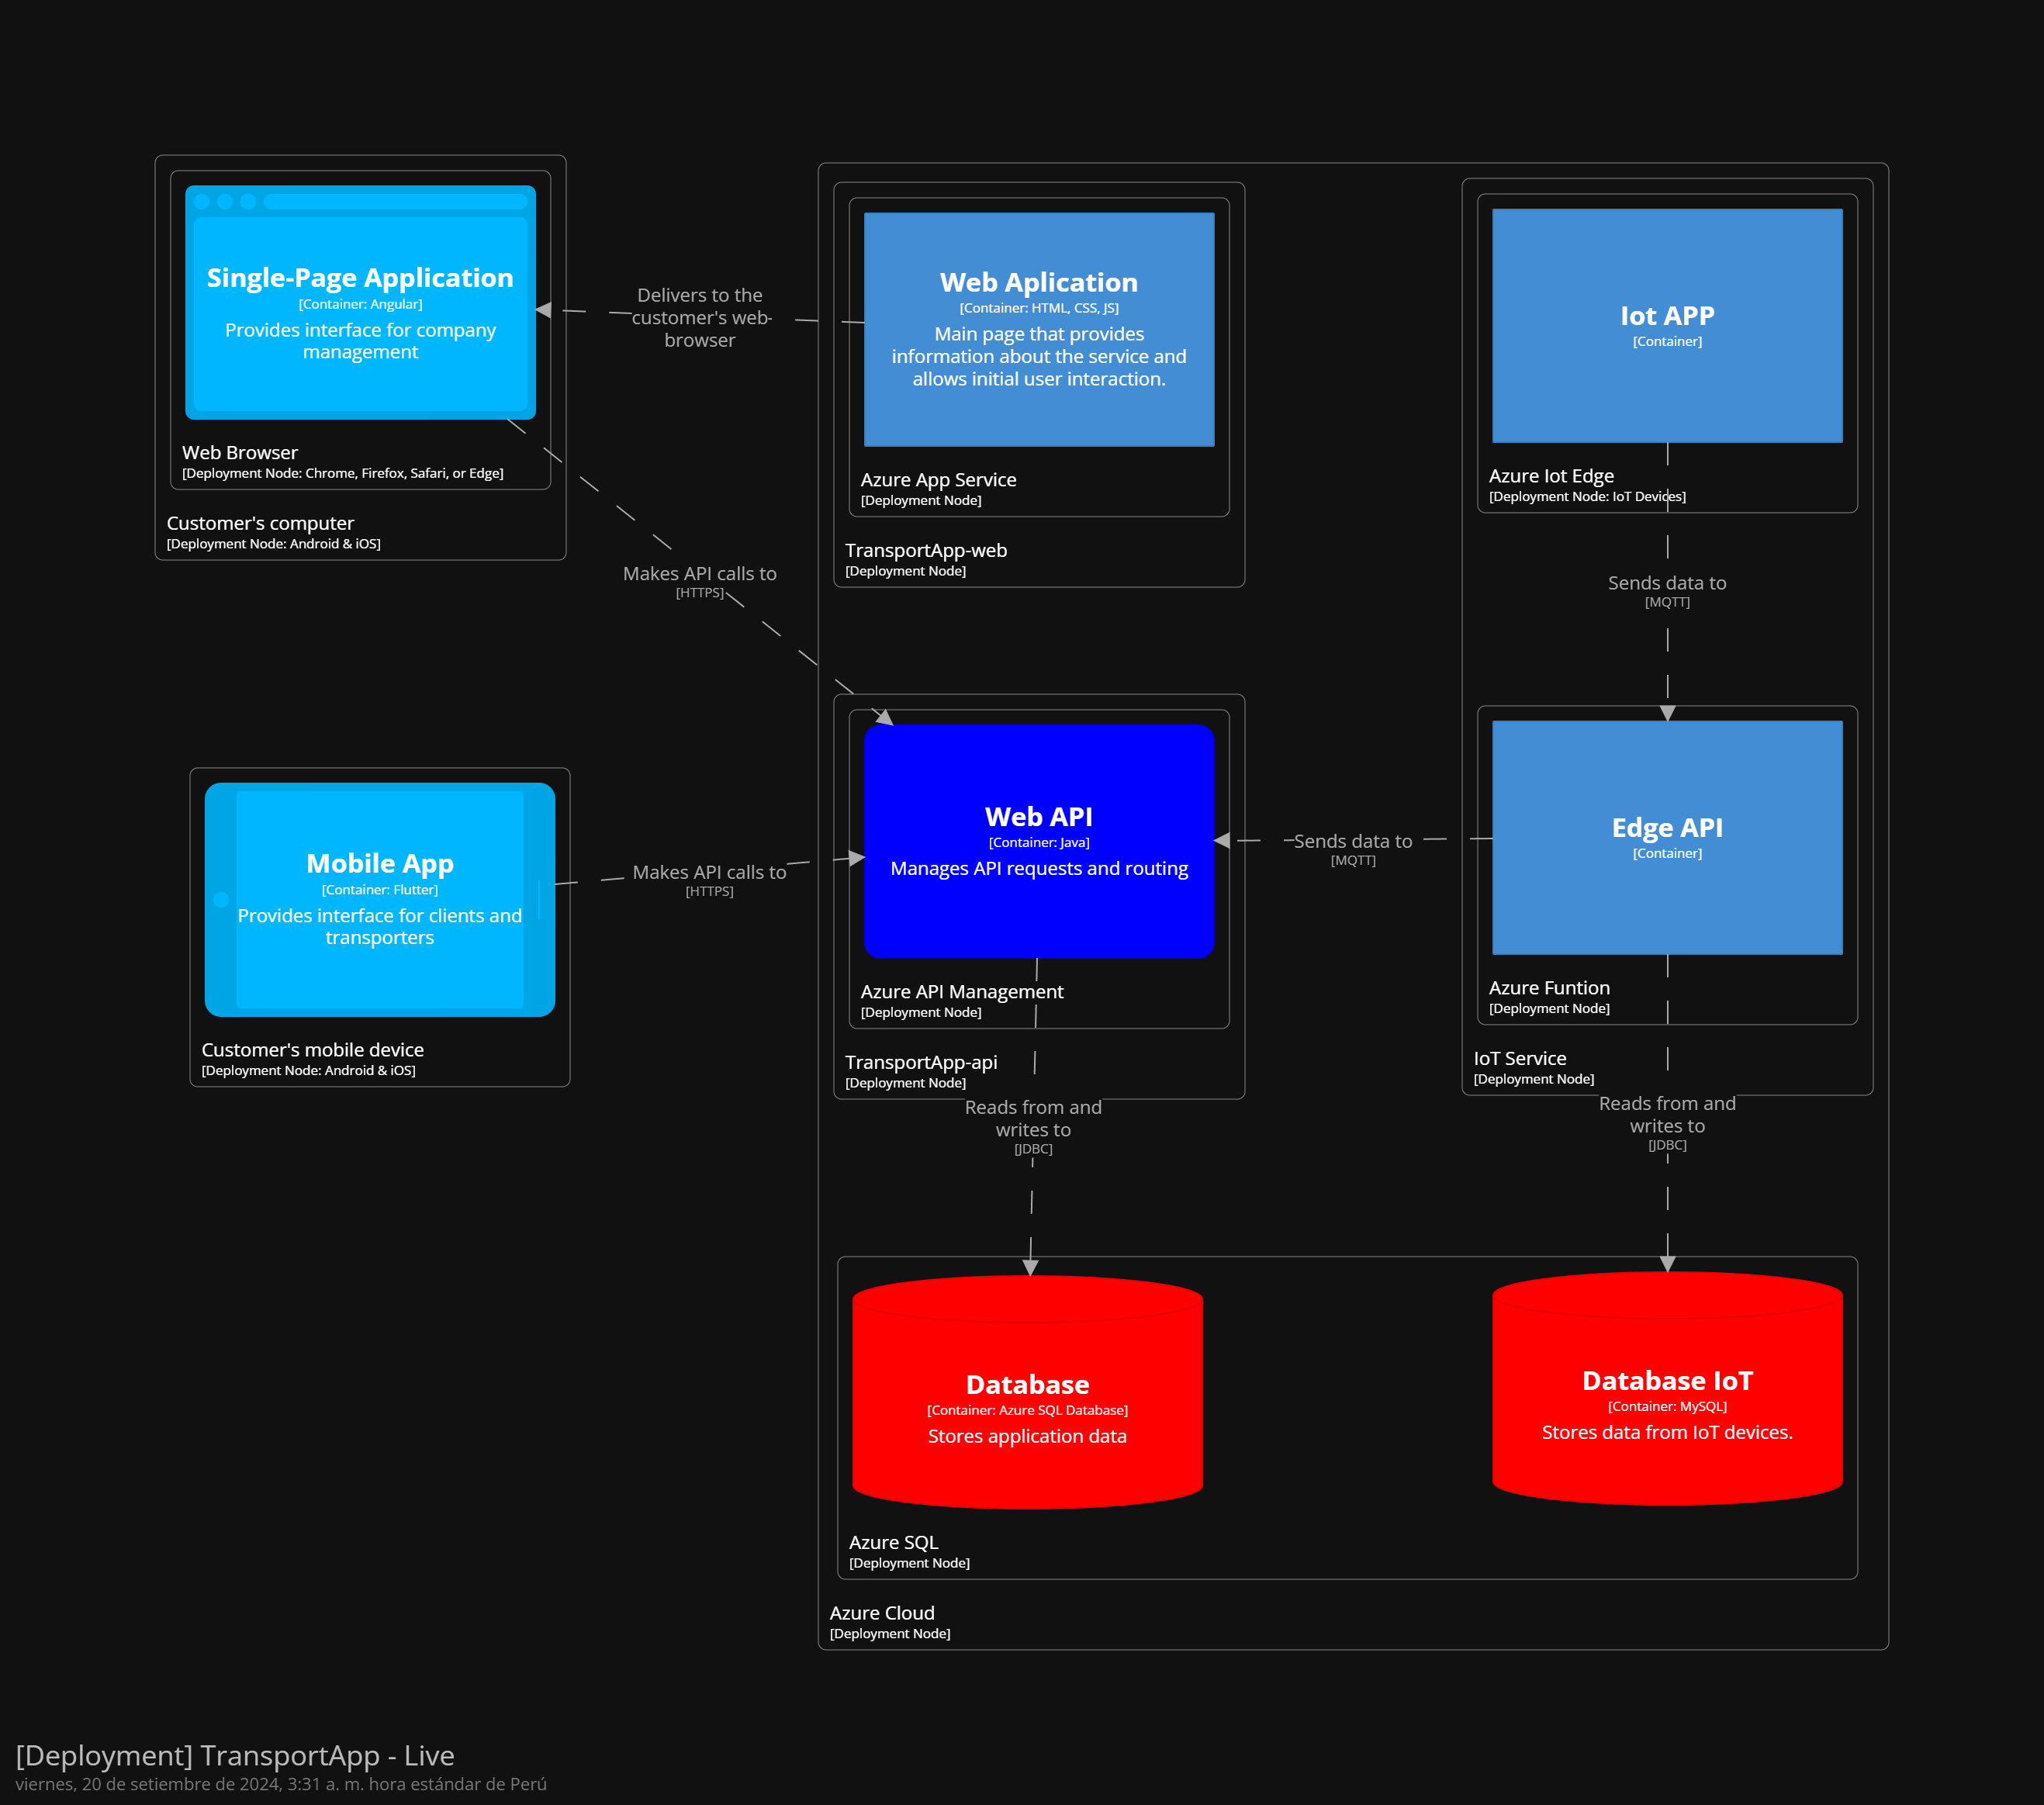 Single-Page Application
[Container: Angular]
Provides interface for company
management
Web Browser
[Deployment Node: Chrome, Firefox, Safari, or Edge]
Customer's computer
[Deployment Node: Android & iOS]
Delivers to the
customer's web-
browser
Web Aplication
[Container: HTML, CSS, JS]
Main page that provides
information about the service and
allows initial user interaction.
Azure App Service
[Deployment Node]
TransportApp-web
[Deployment Node]
Iot APP
[Container]
Azure Iot Edge
[Deployment Node: IoT Devices]
Makes API calls to
[HTTPS]
Sends data to
[MQTT]
Mobile App
[Container: Flutter]
Provides interface for clients and
transporters
Customer's mobile device
[Deployment Node: Android & iOS]
Makes API calls to
[HTTPS]
Web API
[Container: Java]
Manages API requests and routing
Azure API Management
[Deployment Node]
TransportApp-api
[Deployment Node]
Sends data to
[MQTT]
Edge API
[Container]
Azure Funtion
[Deployment Node]
IoT Service
[Deployment Node]
Reads from and
writes to
[JDBC]
Reads from and
writes to
[JDBC]
Database
[Container: Azure SQL Database]
Stores application data
Database IoT
[Container: MySQL]
Stores data from IoT devices.
Azure SQL
[Deployment Node]
Azure Cloud
[Deployment Node]
[Deployment] TransportApp - Live
viernes, 20 de setiembre de 2024, 3:31 a. m. hora estándar de Perú